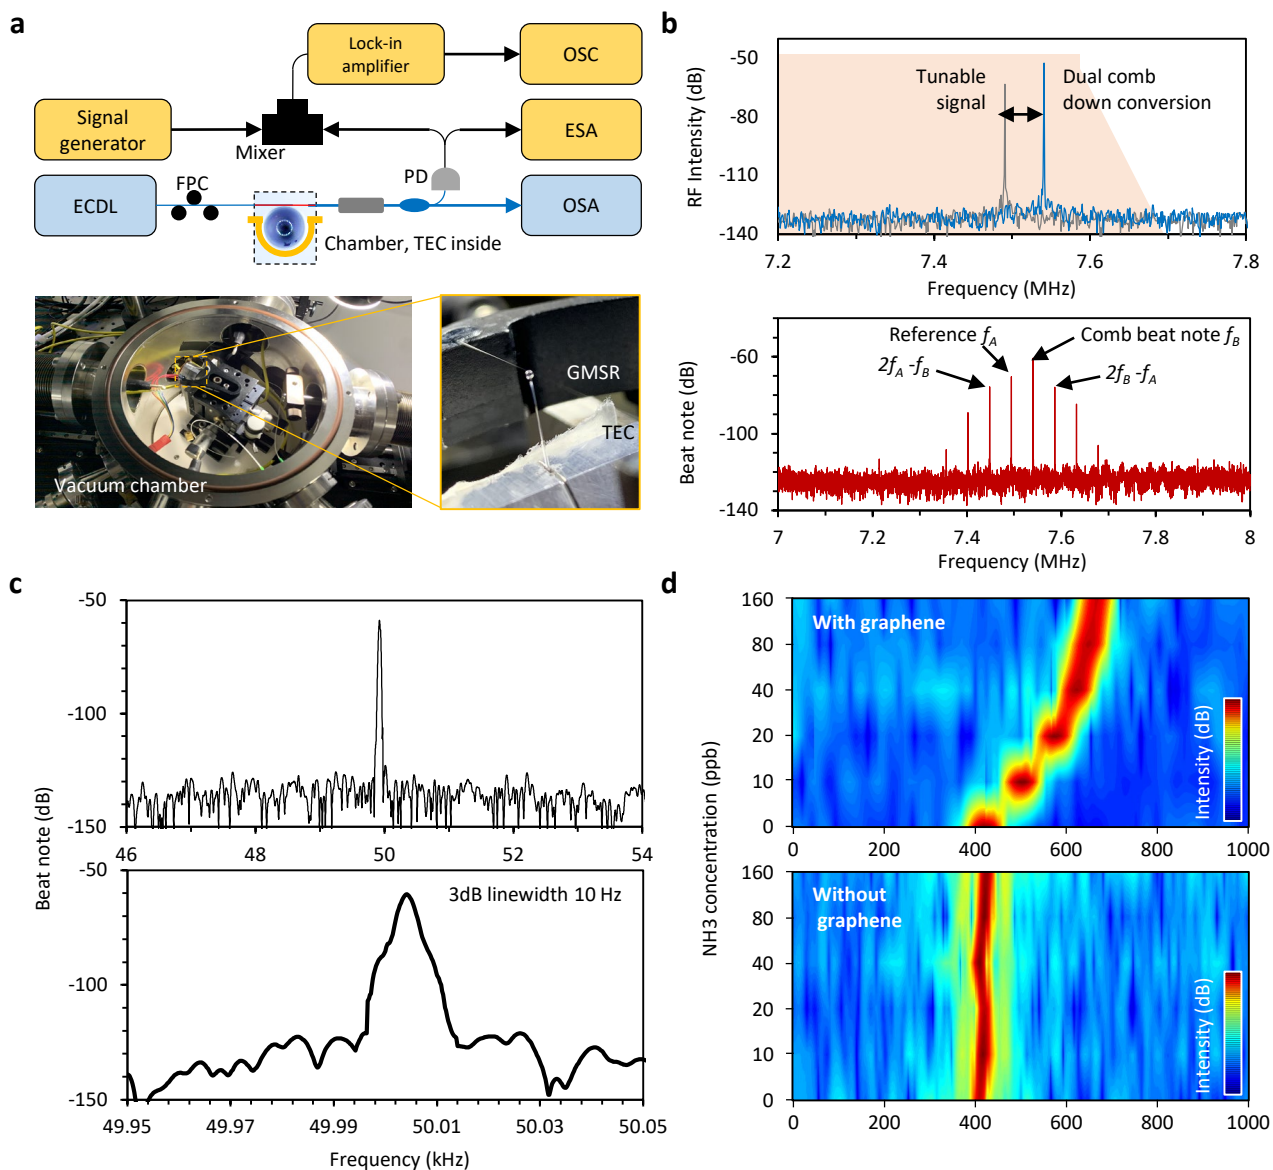 a
Lock-in
amplifier
OSC
Signal
generator
Mixer
ESA
ECDL
FPC
PD
OSA
Chamber, TEC inside
Vacuum chamber
GMSR
TEC
b
RF Intensity (dB)
-50
-80
-110
-140
Tunable
signal
Dual comb
down conversion
7.2
7.4
7.6
7.8
Frequency (MHz)
Beat note (dB)
-60
-100
-140
Reference fA
Comb beat note fB
2fA -fB
2fB -fA
7
7.2
7.4
7.6
7.8
8
Frequency (MHz)
c
Beat note (dB)
-50
-100
-150
46
48
50
52
54
-50
-100
-150
3dB linewidth 10 Hz
49.95
49.97
49.99
50.01
50.03
50.05
Frequency (kHz)
d
NH3 concentration (ppb)
160
80
40
20
10
0
With graphene
Intensity (dB)
0
200
400
600
800
1000
160
80
40
20
10
0
Without
graphene
Intensity (dB)
0
200
400
600
800
1000